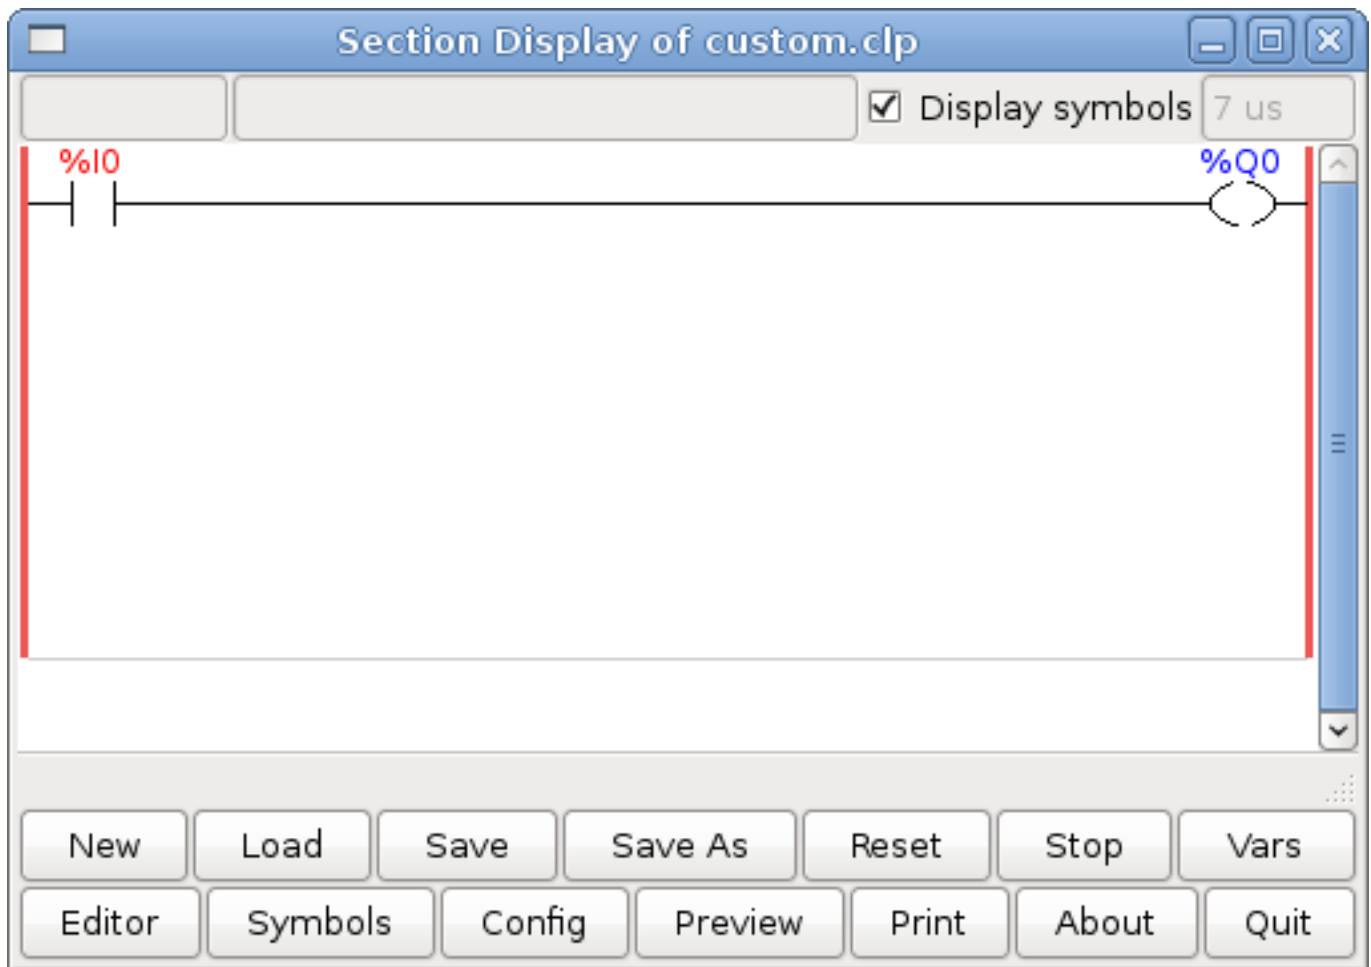 Section Display of custom.clp
Display symbols 7 us
%I0 %Q0
New Load Save Save As Reset Stop Vars
Editor Symbols Config Preview Print About Quit